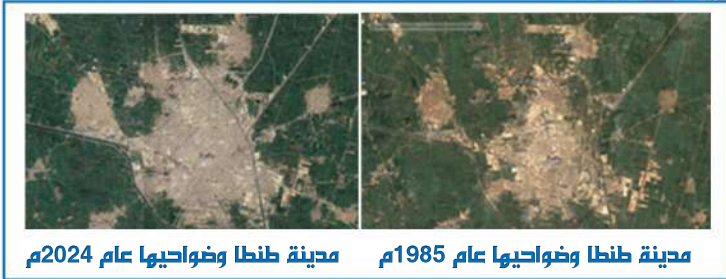 مدينة طنطا وضواحيها عام 1985م
مدينة طنطا وضواحيها عام 2024م